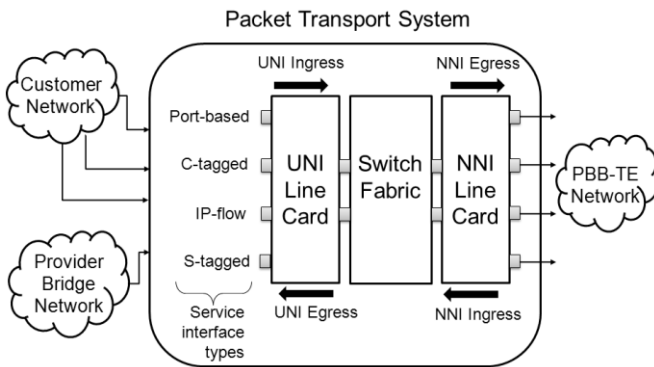 Packet Transport System
UNI Ingress
NNI Egress
Customer
Network
Port-based
C-tagged
IP-flow
S-tagged
UNI
Line
Card
Switch
Fabric
NNI
Line
Card
PBB-TE
Network
Provider
Bridge
Network
Service
interface
types
UNI Egress
NNI Ingress